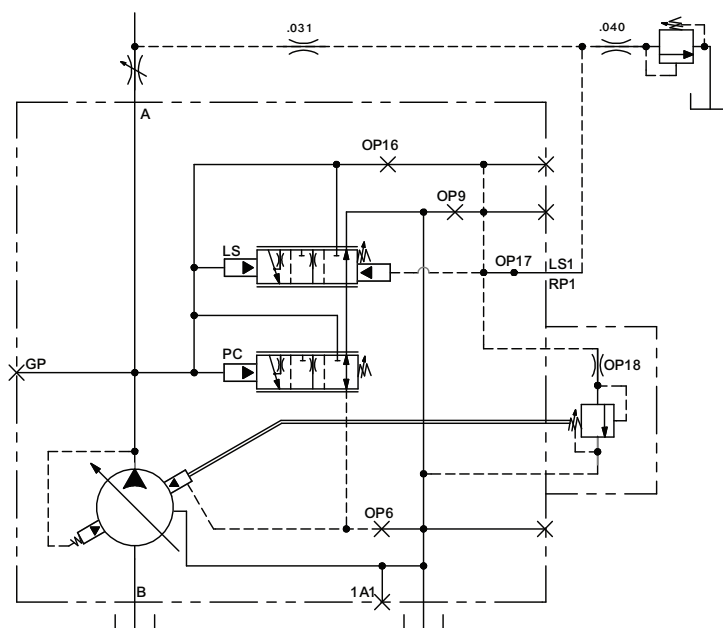 .031
.040
A
OP16
OP9
LS
OP17
LS1
RP1
PC
GP
OP18
OP6
B
1A1